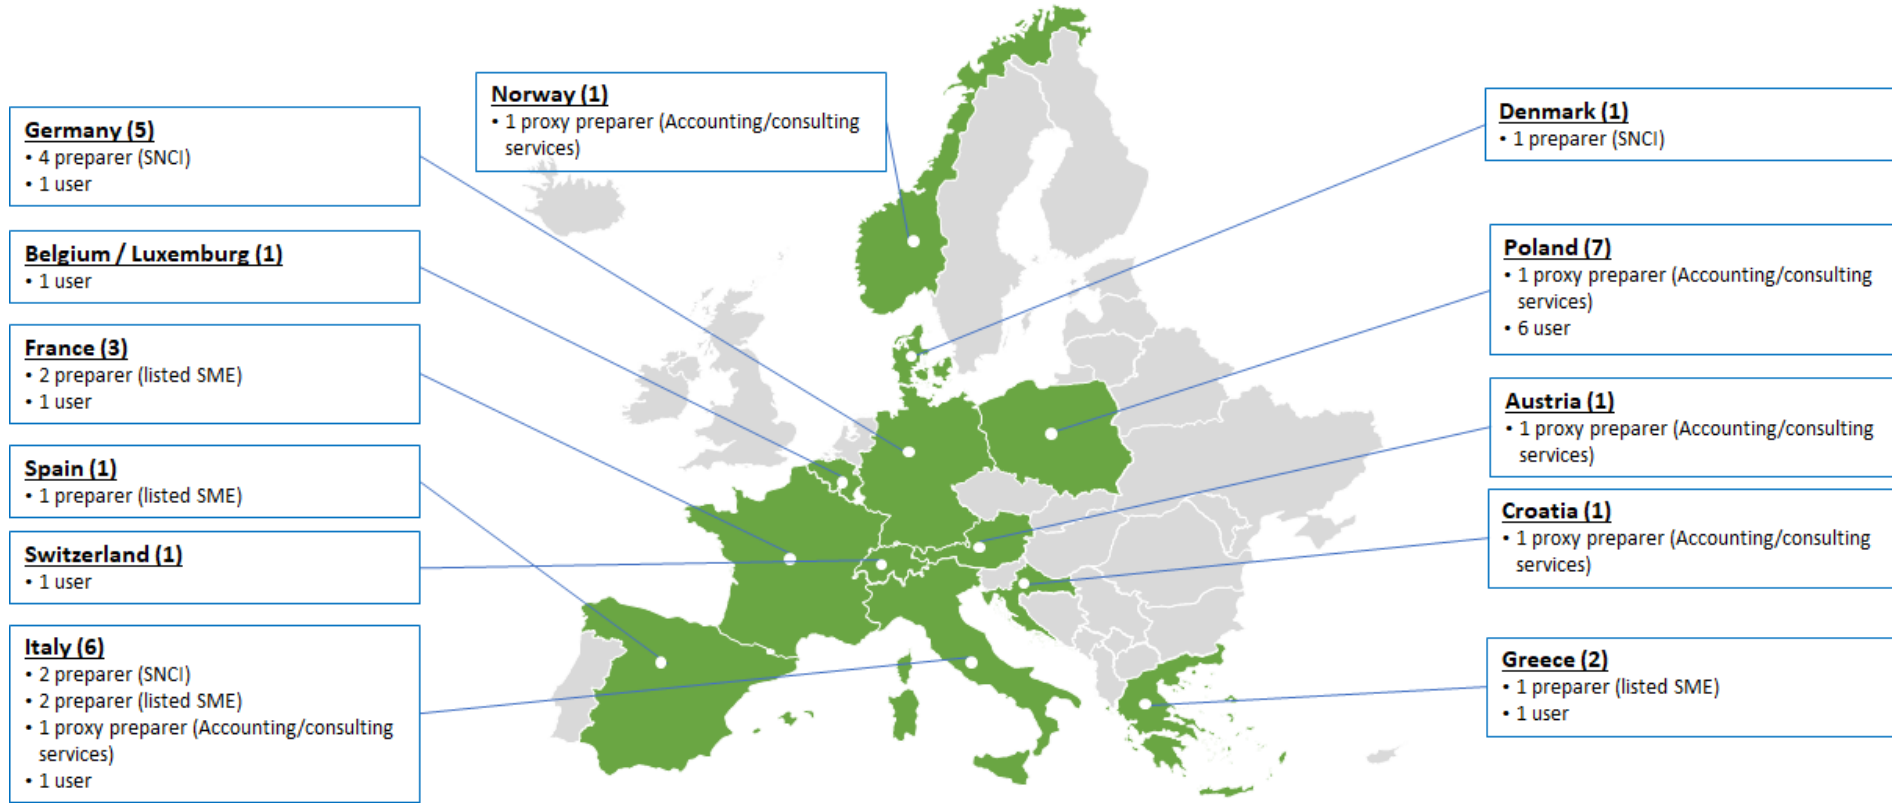 Norway (1)
• 1 proxy preparer (Accounting/consulting
services)
Germany (5)
• 4 preparer (SNCI)
• 1 user
Belgium / Luxemburg (1)
• 1 user
France (3)
• 2 preparer (listed SME)
• 1 user
Spain (1)
• 1 preparer (listed SME)
Switzerland (1)
• 1 user
Italy (6)
• 2 preparer (SNCI)
• 2 preparer (listed SME)
• 1 proxy preparer (Accounting/consulting
services)
• 1 user
Denmark (1)
• 1 preparer (SNCI)
Poland (7)
• 1 proxy preparer (Accounting/consulting
services)
• 6 user
Austria (1)
• 1 proxy preparer (Accounting/consulting
services)
Croatia (1)
• 1 proxy preparer (Accounting/consulting
services)
Greece (2)
• 1 preparer (listed SME)
• 1 user